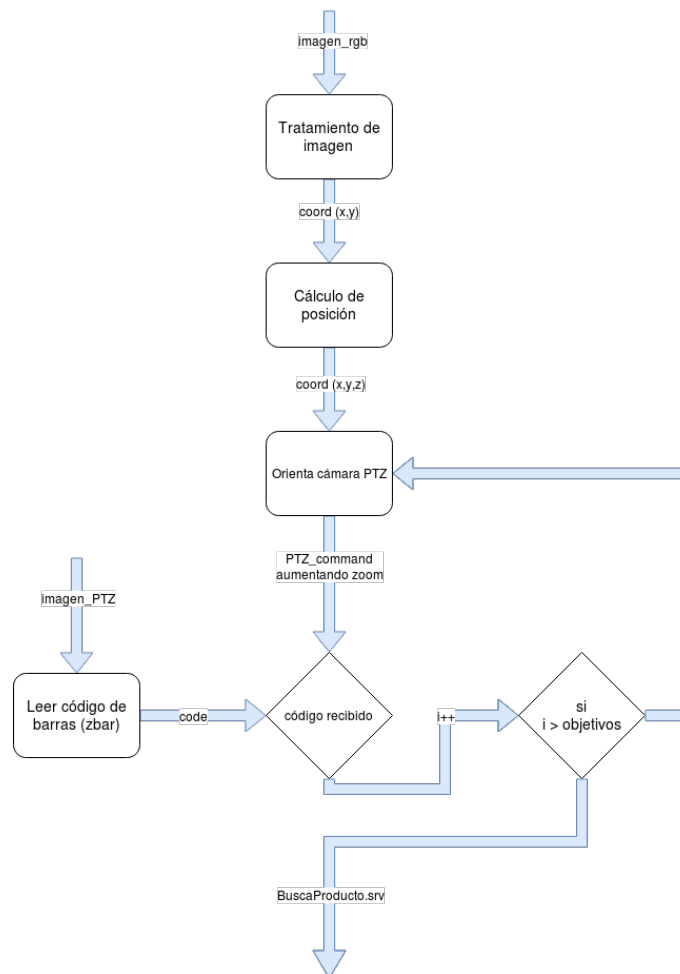 imagen_rgb
Tratamiento de
imagen
coord (x,y)
Cálculo de
posición
coord (x,y,z)
Orienta cámara PTZ
PTZ_command
aumentando zoom
imagen_PTZ
Leer código de
barras (zbar)
code
código recibido
i++
si
i > objetivos
BuscaProducto.srv